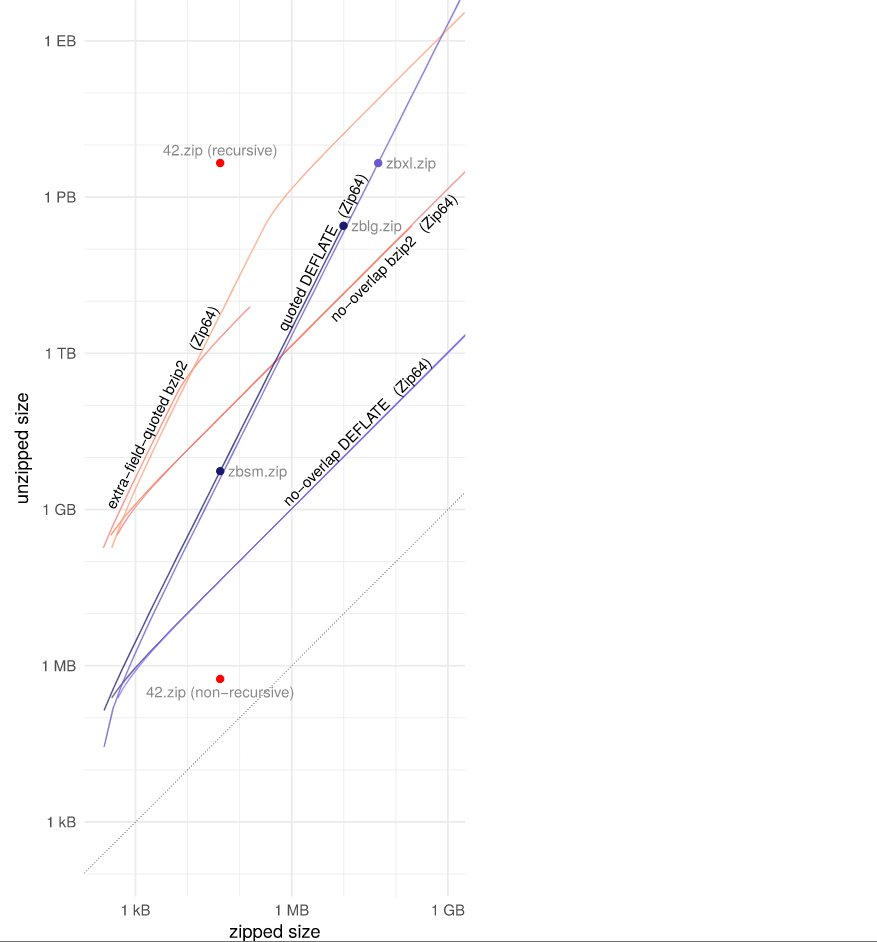 1 EB
42.zip (recursive)
zbxl.zip
1 PB
zblg.zip
quoted DEFLATE (Zip64)
no−overlap bzip2 (Zip64)
extra−field−quoted bzip2 (Zip64)
1 TB
no−overlap DEFLATE (Zip64)
unzipped size
zbsm.zip
1 GB
1 MB
42.zip (non−recursive)
1 kB
1 kB
1 MB
1 GB
zipped size